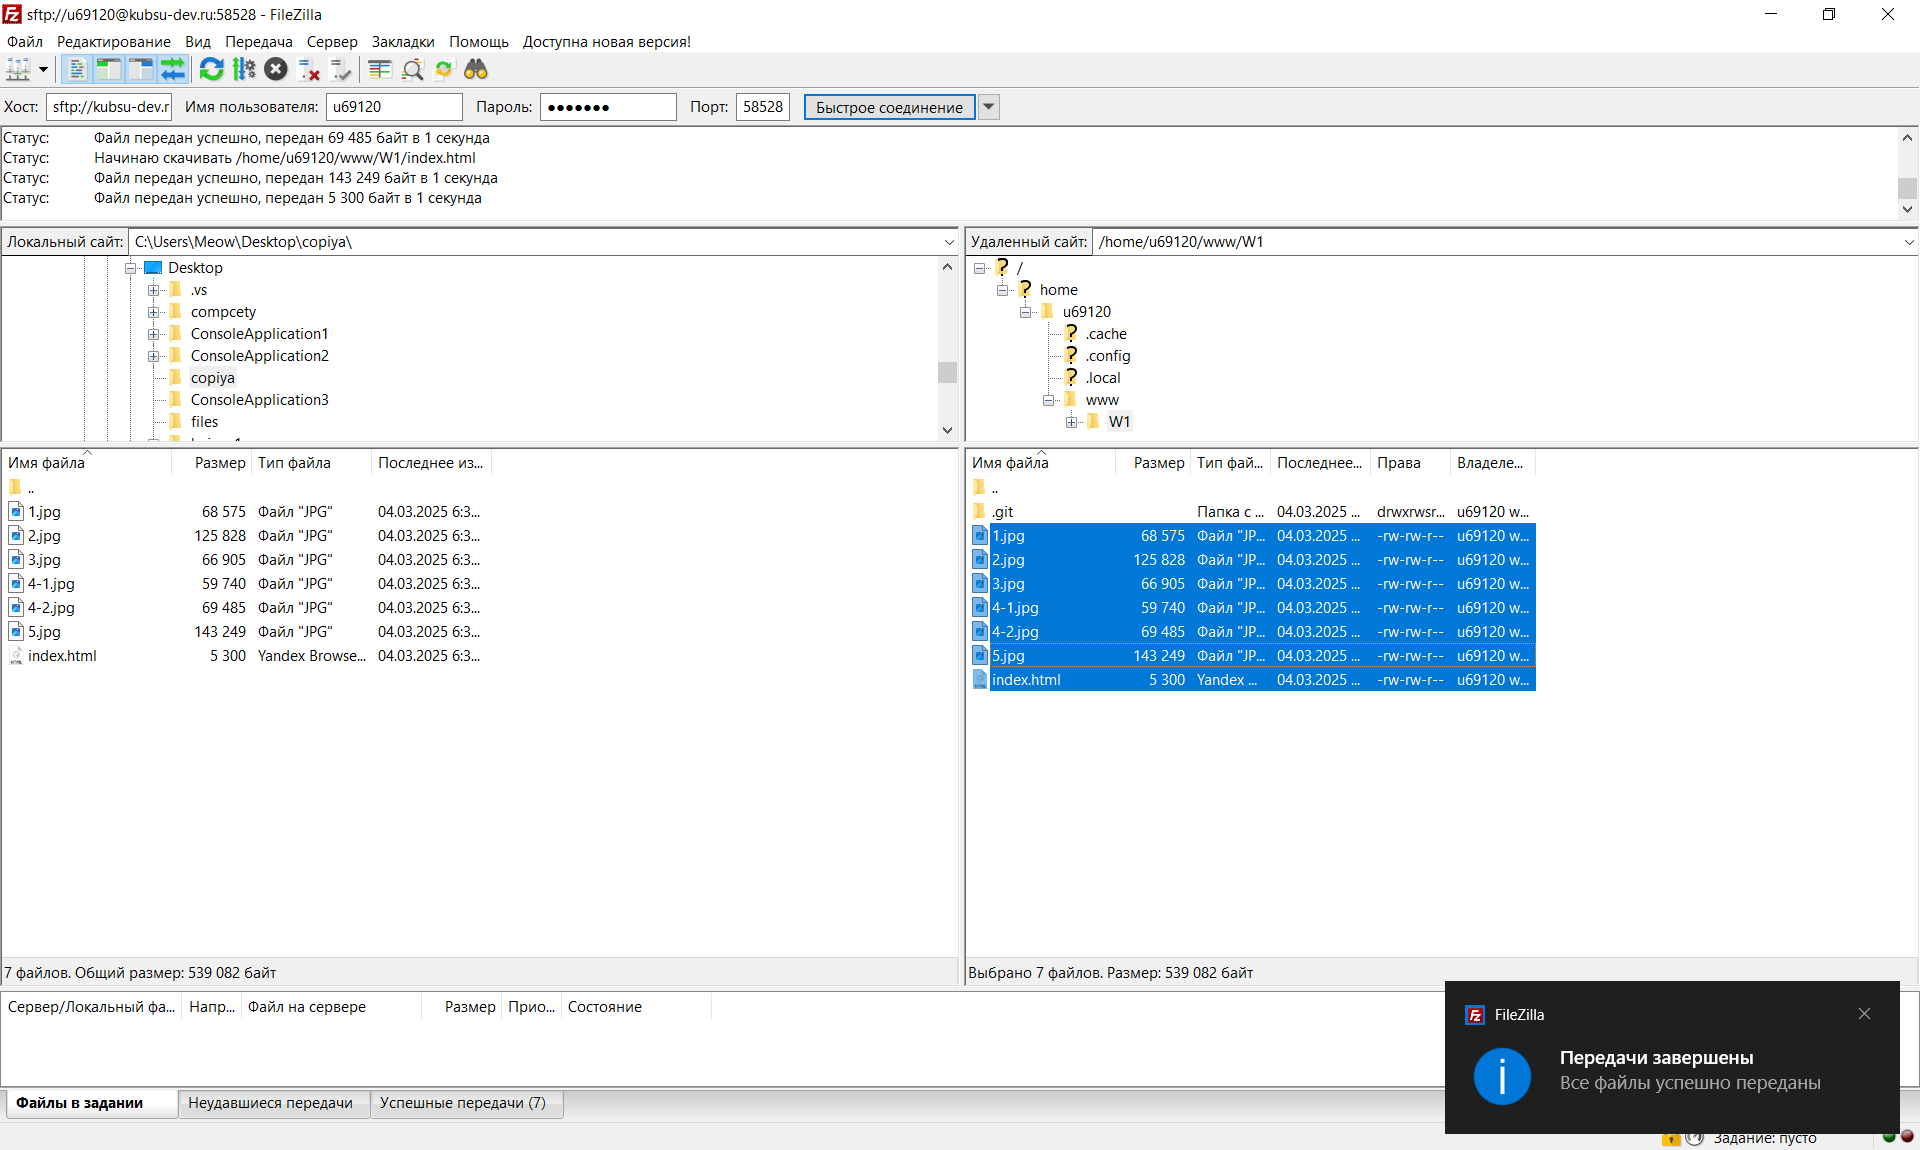 sftp://u69120@kubsu-dev.ru:58528 - FileZilla
Файл Редактирование Вид Передача Сервер Закладки Помощь Доступна новая версия!
Хост: sftp://kubsu-dev.r Имя пользователя: u69120 Пароль: ●●●●●●● Порт: 58528 Быстрое соединение
Статус: Файл передан успешно, передан 69 485 байт в 1 секунда
Статус: Начинаю скачивать /home/u69120/www/W1/index.html
Статус: Файл передан успешно, передан 143 249 байт в 1 секунда
Статус: Файл передан успешно, передан 5 300 байт в 1 секунда
Локальный сайт: C:\Users\Meow\Desktop\copiya\
Desktop
.vs
compcety
ConsoleApplication1
ConsoleApplication2
copiya
ConsoleApplication3
files
Удаленный сайт: /home/u69120/www/W1
/
home
u69120
.cache
.config
.local
www
W1
Имя файла Размер Тип файла Последнее из...
..
1.jpg 68 575 Файл "JPG" 04.03.2025 6:3...
2.jpg 125 828 Файл "JPG" 04.03.2025 6:3...
3.jpg 66 905 Файл "JPG" 04.03.2025 6:3...
4-1.jpg 59 740 Файл "JPG" 04.03.2025 6:3...
4-2.jpg 69 485 Файл "JPG" 04.03.2025 6:3...
5.jpg 143 249 Файл "JPG" 04.03.2025 6:3...
index.html 5 300 Yandex Browse... 04.03.2025 6:3...
7 файлов. Общий размер: 539 082 байт
Имя файла Размер Тип фай... Последнее... Права Владеле...
..
.git Папка с ... 04.03.2025 ... drwxrwsr... u69120 w...
1.jpg 68 575 Файл "JP... 04.03.2025 ... -rw-rw-r-- u69120 w...
2.jpg 125 828 Файл "JP... 04.03.2025 ... -rw-rw-r-- u69120 w...
3.jpg 66 905 Файл "JP... 04.03.2025 ... -rw-rw-r-- u69120 w...
4-1.jpg 59 740 Файл "JP... 04.03.2025 ... -rw-rw-r-- u69120 w...
4-2.jpg 69 485 Файл "JP... 04.03.2025 ... -rw-rw-r-- u69120 w...
5.jpg 143 249 Файл "JP... 04.03.2025 ... -rw-rw-r-- u69120 w...
index.html 5 300 Yandex ... 04.03.2025 ... -rw-rw-r-- u69120 w...
Выбрано 7 файлов. Размер: 539 082 байт
Сервер/Локальный фа... Напр... Файл на сервере Размер Прио... Состояние
Файлы в задании Неудавшиеся передачи Успешные передачи (7)
FileZilla
Передачи завершены
Все файлы успешно переданы
Задание: пусто